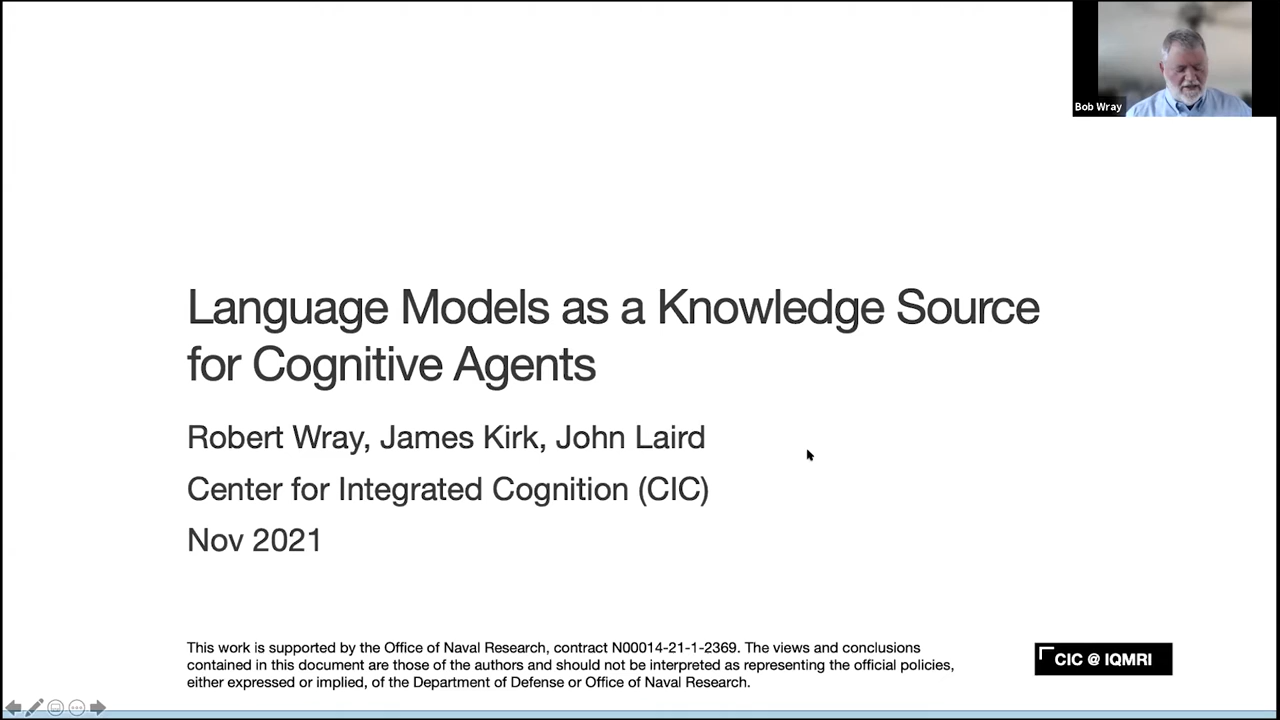 Bob Wray
Language Models as a Knowledge Source
for Cognitive Agents
Robert Wray, James Kirk, John Laird
Center for Integrated Cognition (CIC)
Nov 2021
This work is supported by the Office of Naval Research, contract N00014-21-1-2369. The views and conclusions
contained in this document are those of the authors and should not be interpreted as representing the official policies,
either expressed or implied, of the Department of Defense or Office of Naval Research.
CIC @ IQMRI